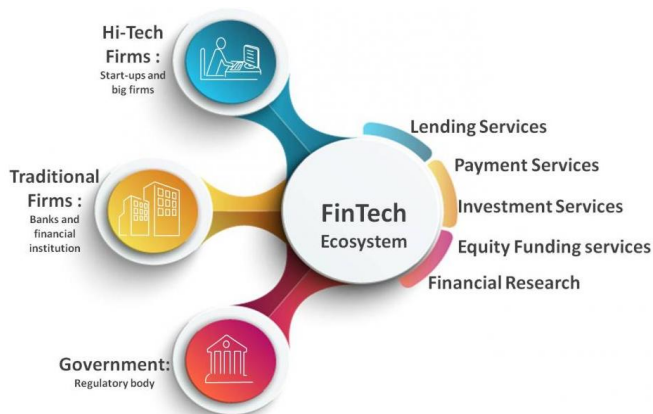 Hi-Tech
Firms :
Start-ups and
big firms
Traditional
Firms :
Banks and
financial
institution
Government:
Regulatory body
FinTech
Ecosystem
Lending Services
Payment Services
Investment Services
Equity Funding services
Financial Research